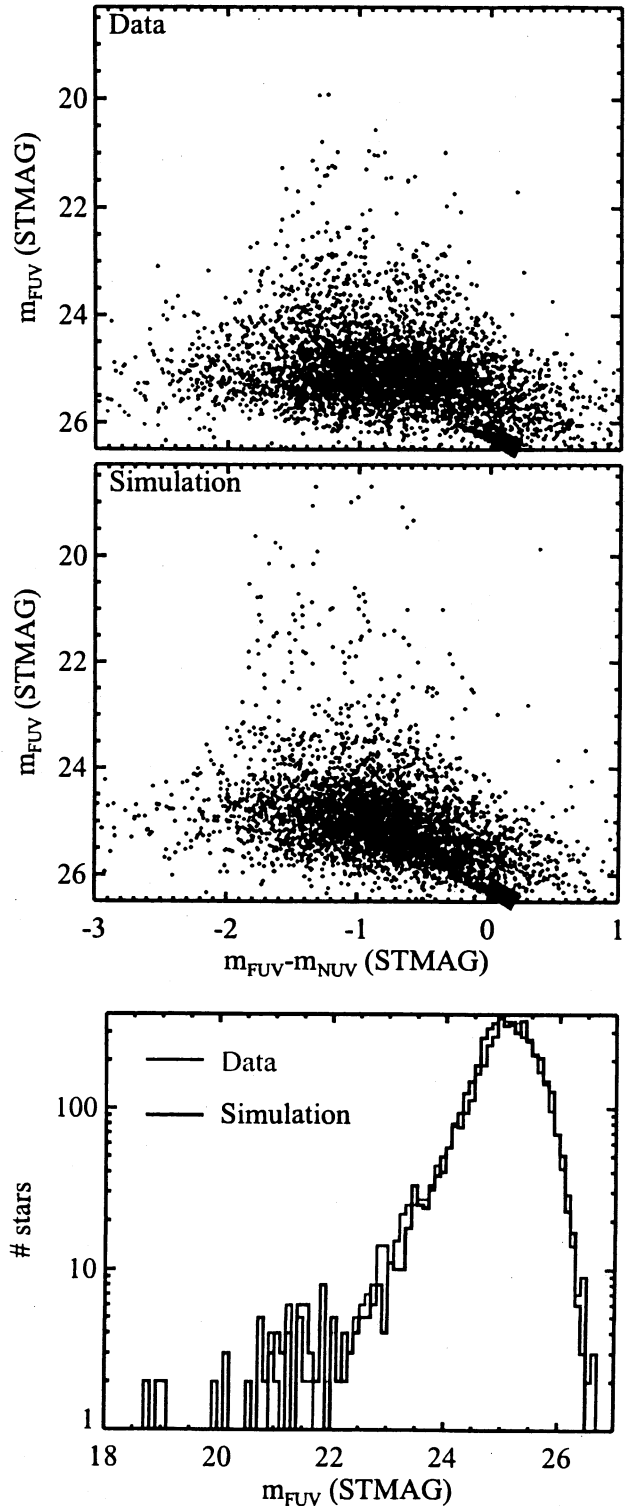 Data
20
22
24
26
m_FUV (STMAG)
Simulation
20
22
24
26
m_FUV (STMAG)
-3 -2 -1 0 1
m_FUV-m_NUV (STMAG)
Data
Simulation
100
10
1
# stars
18 20 22 24 26
m_FUV (STMAG)